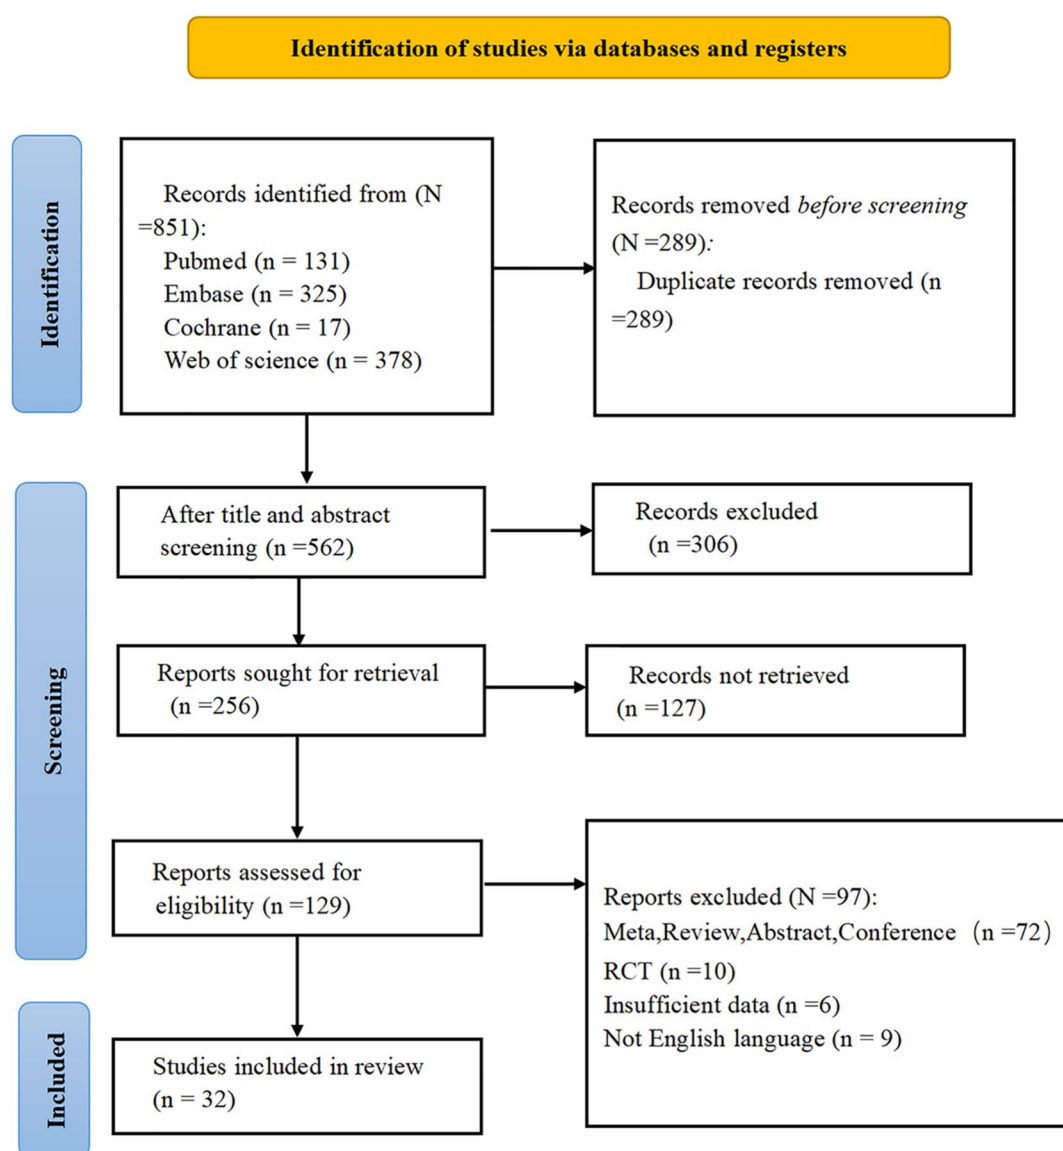 Identification of studies via databases and registers
Identification
Records identified from (N
=851):
Pubmed (n = 131)
Embase (n = 325)
Cochrane (n = 17)
Web of science (n = 378)
Records removed before screening
(N =289):
Duplicate records removed (n
=289)
Screening
After title and abstract
screening (n =562)
Records excluded
(n =306)
Reports sought for retrieval
(n =256)
Records not retrieved
(n =127)
Reports assessed for
eligibility (n =129)
Reports excluded (N =97):
Meta,Review,Abstract,Conference （n =72）
RCT (n =10)
Insufficient data (n =6)
Not English language (n = 9)
Included
Studies included in review
(n = 32)